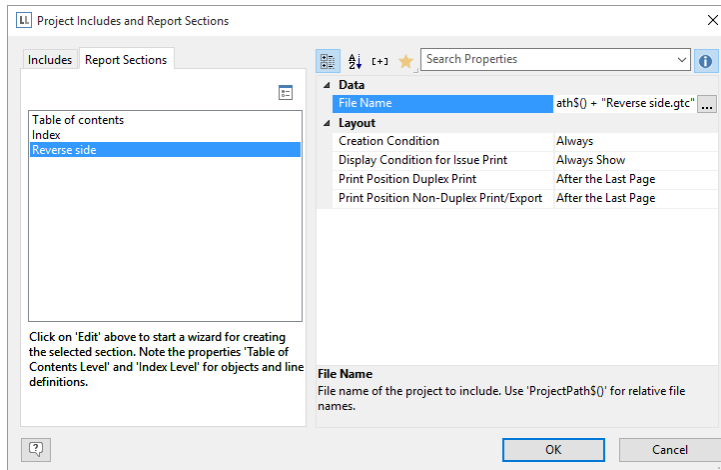 LL Project Includes and Report Sections
Includes Report Sections
Table of contents
Index
Reverse side
Click on 'Edit' above to start a wizard for creating
the selected section. Note the properties 'Table of
Contents Level' and 'Index Level' for objects and line
definitions.
Search Properties
Data
File Name ath$() + "Reverse side.gtc" ...
Layout
Creation Condition Always
Display Condition for Issue Print Always Show
Print Position Duplex Print After the Last Page
Print Position Non-Duplex Print/Export After the Last Page
File Name
File name of the project to include. Use 'ProjectPath$()' for relative file
names.
OK Cancel